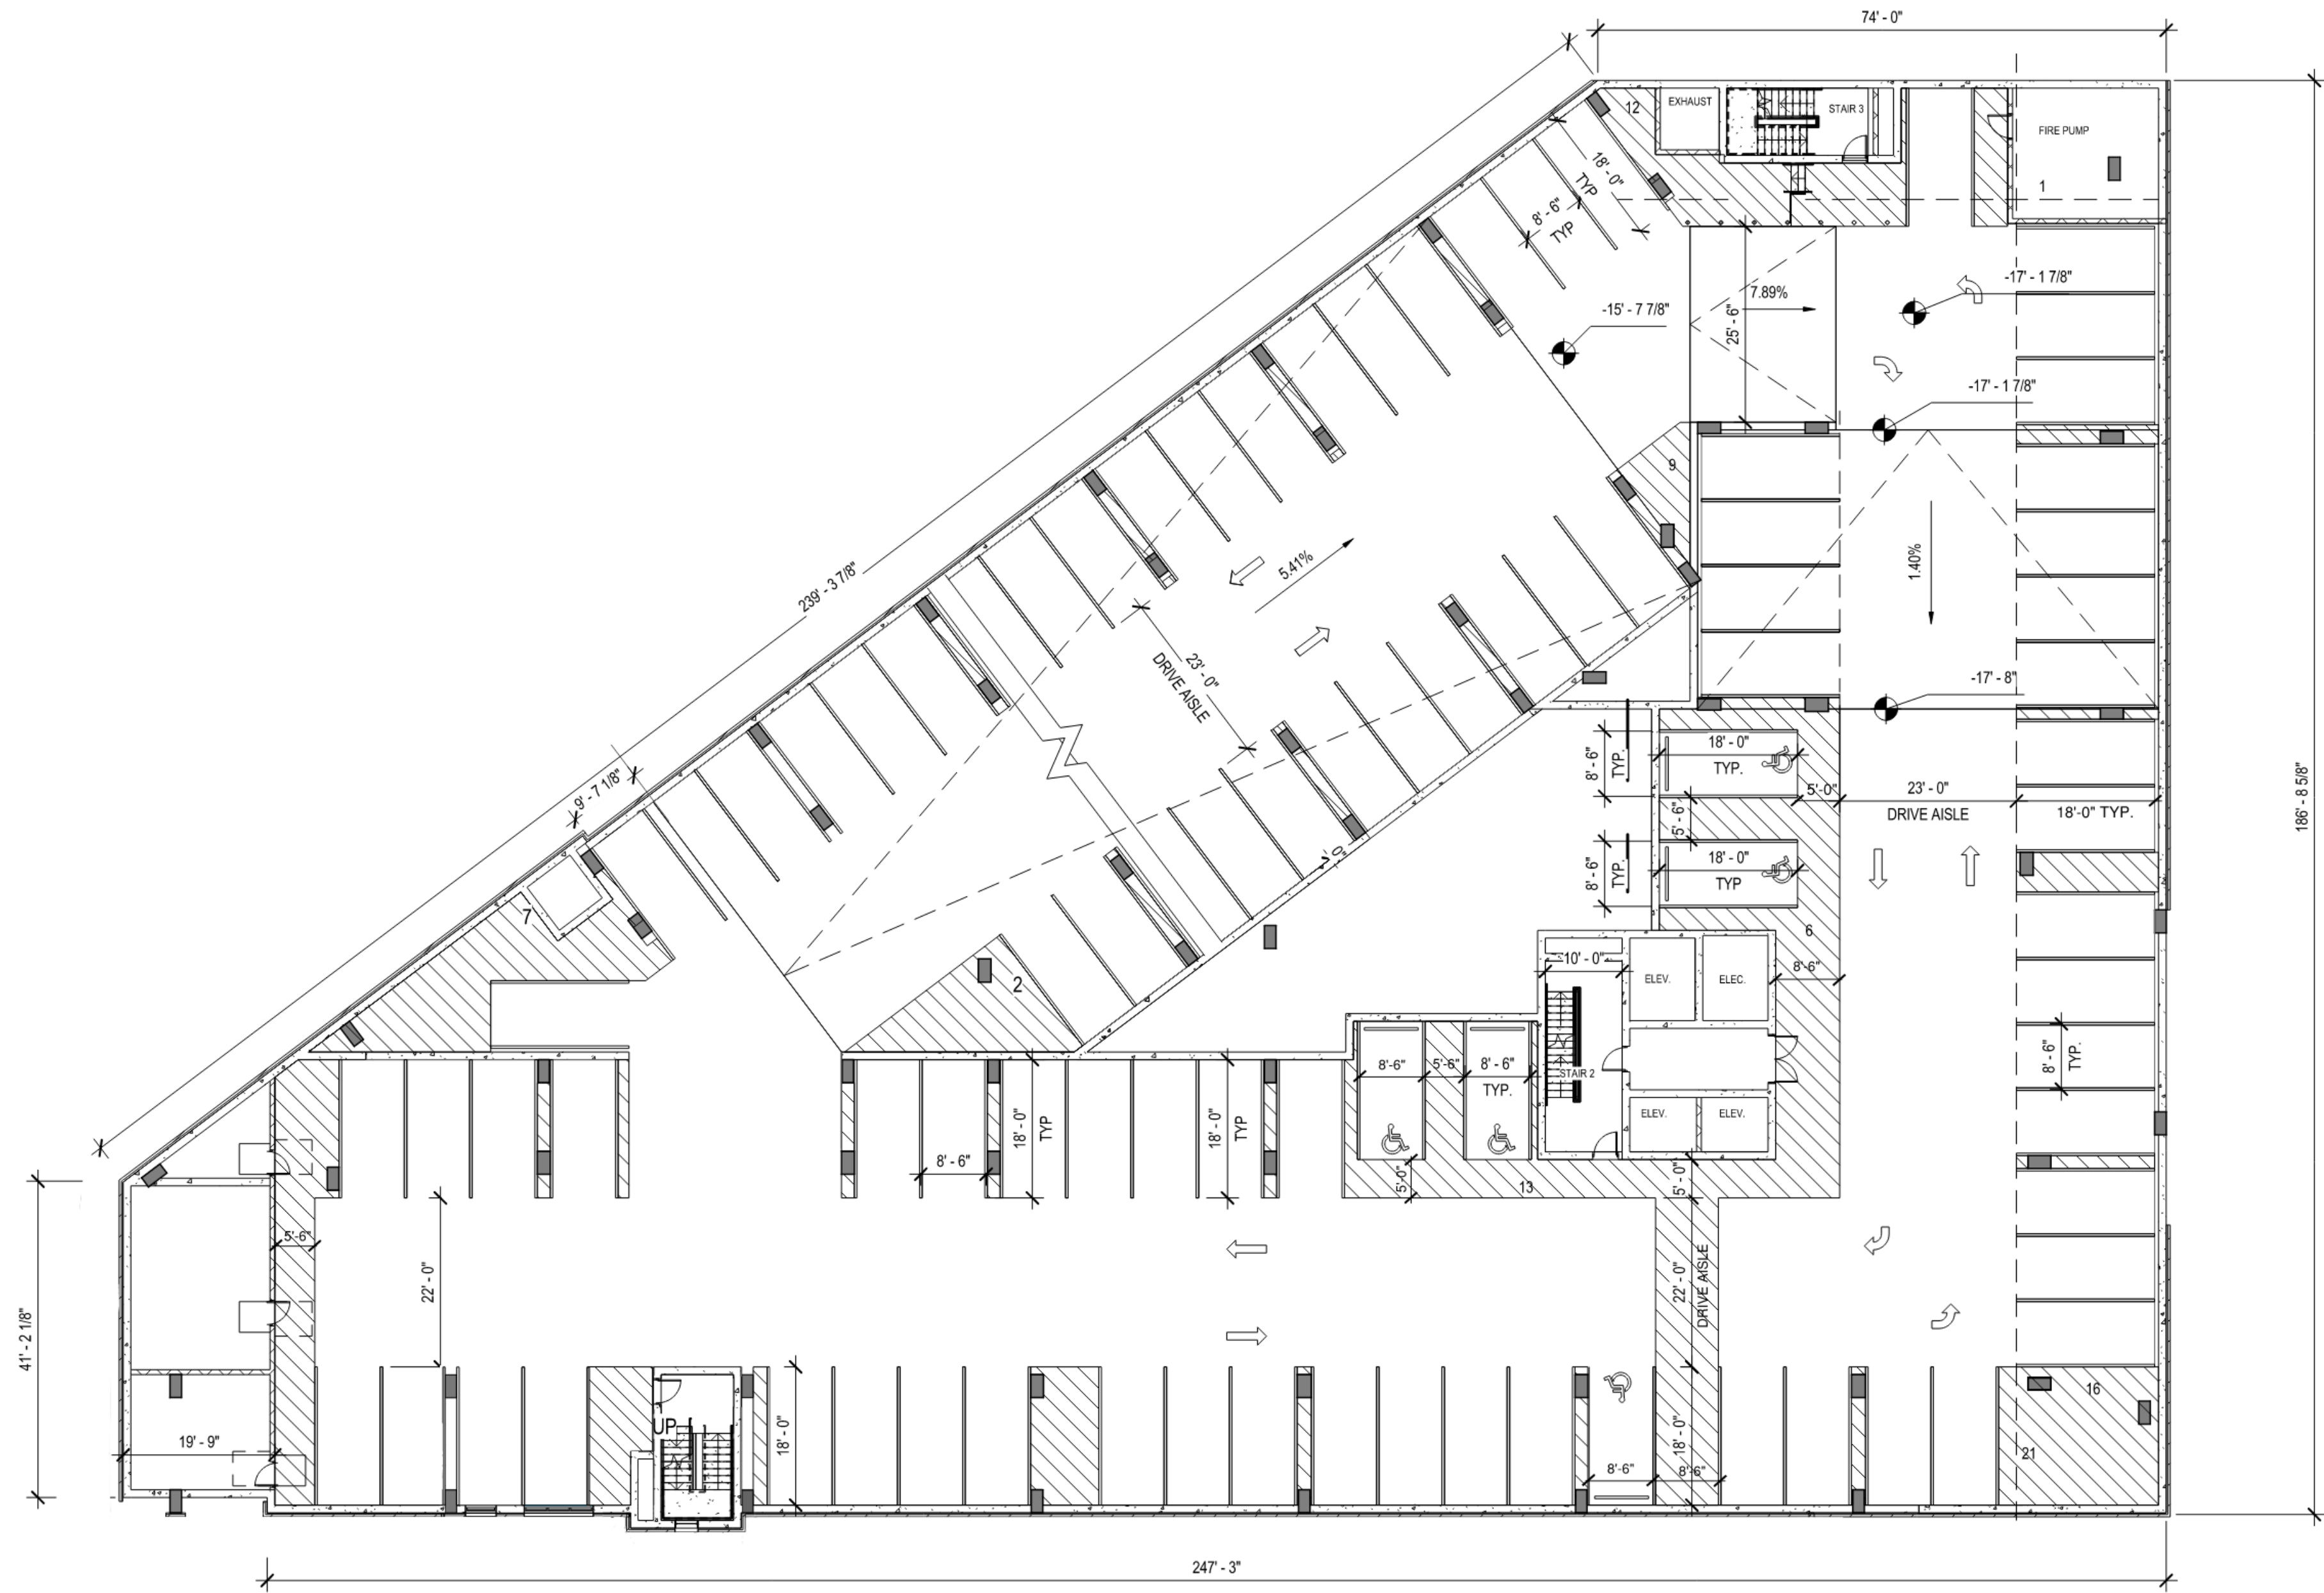 74' - 0"
EXHAUST
STAIR 3
12
FIRE PUMP
1
18' - 0"
TYP
8' - 6"
TYP
-17' - 1 7/8"
7.89%
-15' - 7 7/8"
25' - 6"
-17' - 1 7/8"
9
239' - 3 7/8"
5.41%
1.40%
23' - 0"
DRIVE AISLE
-17' - 8"
9' - 7 1/8"
8' - 6"
TYP.
18' - 0"
TYP.
5'-0"
23' - 0"
DRIVE AISLE
18'-0" TYP.
186' - 8 5/8"
5' - 6"
8' - 6"
TYP.
18' - 0"
TYP
7
6
2
10' - 0"
ELEV.
ELEC.
8'-6"
8'-6"
5'-6"
8' - 6"
TYP.
STAIR 2
8' - 6"
TYP.
18' - 0"
TYP
18' - 0"
TYP
ELEV.
ELEV.
8' - 6"
5'-0"
13
5' - 0"
5'-6"
22' - 0"
22' - 0"
DRIVE AISLE
41' - 2 1/8"
16
UP
19' - 9"
18' - 0"
18' - 0"
21
8'-6"
8'-6"
247' - 3"